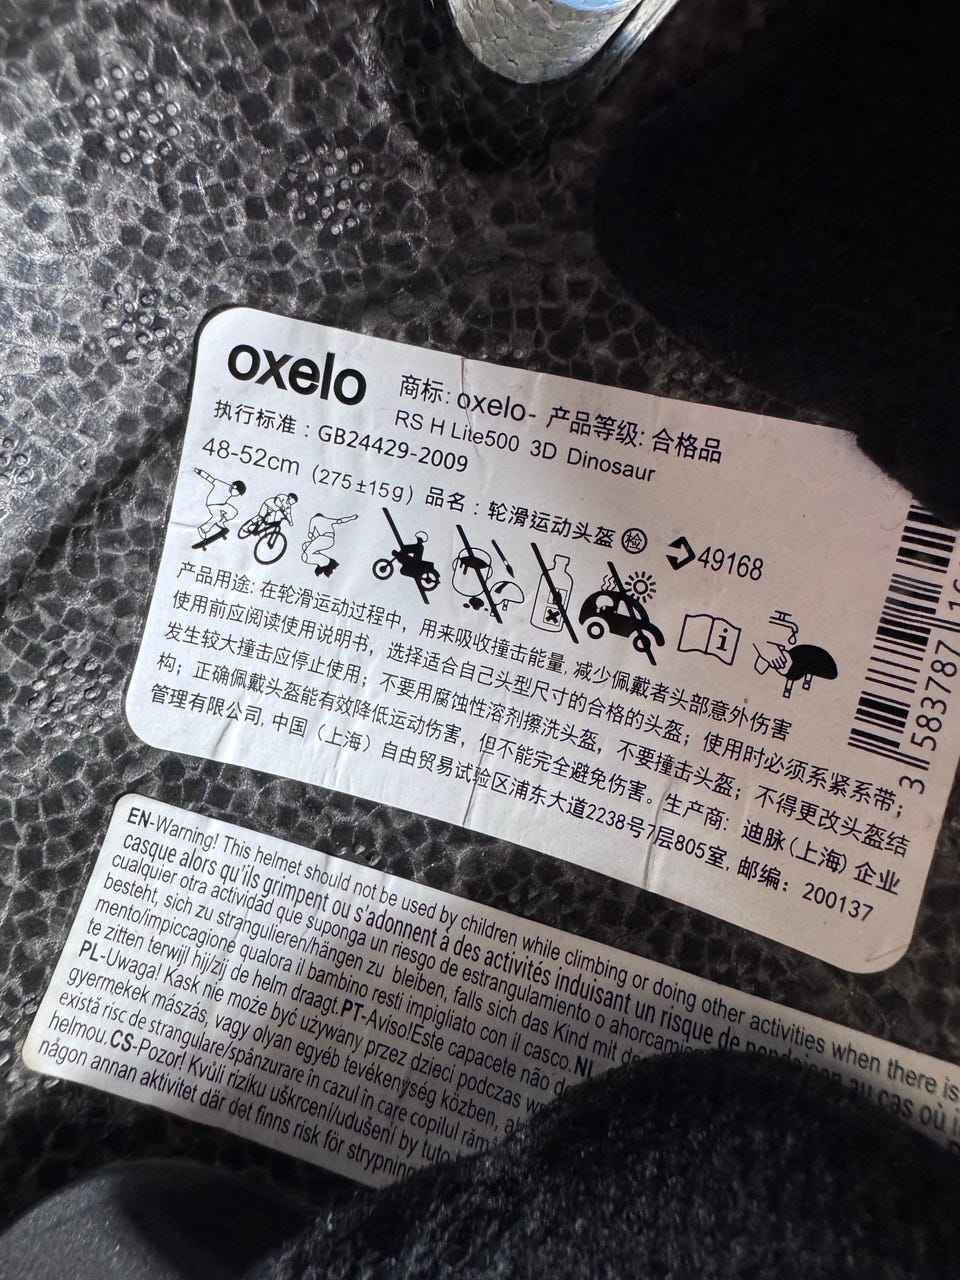 oxelo
商标: oxelo- 产品等级: 合格品
RS H Lite500 3D Dinosaur
执行标准：GB24429-2009
48-52cm (275±15g) 品名：轮滑运动头盔 检 49168
产品用途: 在轮滑运动过程中，用来吸收撞击能量, 减少佩戴者头部意外伤害
使用前应阅读使用说明书，选择适合自己头型尺寸的合格的头盔；使用时必须系紧系带；
发生较大撞击应停止使用；不要用腐蚀性溶剂擦洗头盔，不要撞击头盔；不得更改头盔结
构；正确佩戴头盔能有效降低运动伤害，但不能完全避免伤害。生产商: 迪脉(上海)企业
管理有限公司, 中国（上海）自由贸易试验区浦东大道2238号7层805室, 邮编：200137
3 583787
EN-Warning! This helmet should not be used by children while climbing or doing other activities when there is
casque alors qu'ils grimpent ou s'adonnent à des activités induisant un risque de pendaison au cas où
cualquier otra actividad que suponga un riesgo de estrangulamiento o
besteht, sich zu strangulieren/hängen zu bleiben, falls sich das Kind mit
mento/impiccagione qualora il bambino resti impigliato con il casco.NL
te zitten terwijl hij/zij de helm draagt.PT-Aviso!Este capacete não
PL-Uwaga! Kask nie może być używany przez dzieci podczas
gyermekek mászás, vagy olyan egyéb tevékenység közben,
există risc de strangulare/spânzurare în cazul în care copilul
helmou.CS-Pozor! Kvůli riziku uškrcení/udušení by tuto
någon annan aktivitet där det finns risk för